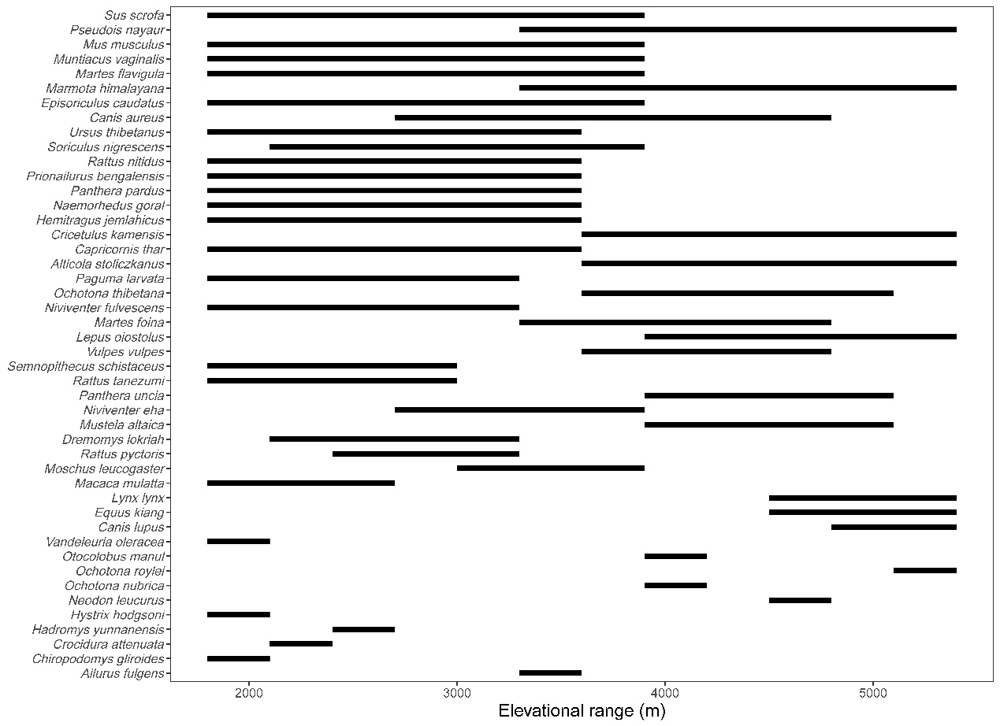 Sus scrofa
Pseudois nayaur
Mus musculus
Muntiacus vaginalis
Martes flavigula
Marmota himalayana
Episoriculus caudatus
Canis aureus
Ursus thibetanus
Soriculus nigrescens
Rattus nitidus
Prionailurus bengalensis
Panthera pardus
Naemorhedus goral
Hemitragus jemlahicus
Cricetulus kamensis
Capricornis thar
Alticola stoliczkanus
Paguma larvata
Ochotona thibetana
Niviventer fulvescens
Martes foina
Lepus oiostolus
Vulpes vulpes
Semnopithecus schistaceus
Rattus tanezumi
Panthera uncia
Niviventer eha
Mustela altaica
Dremomys lokriah
Rattus pyctoris
Moschus leucogaster
Macaca mulatta
Lynx lynx
Equus kiang
Canis lupus
Vandeleuria oleracea
Otocolobus manul
Ochotona roylei
Ochotona nubrica
Neodon leucurus
Hystrix hodgsoni
Hadromys yunnanensis
Crocidura attenuata
Chiropodomys gliroides
Ailurus fulgens
2000 3000 4000 5000
Elevational range (m)